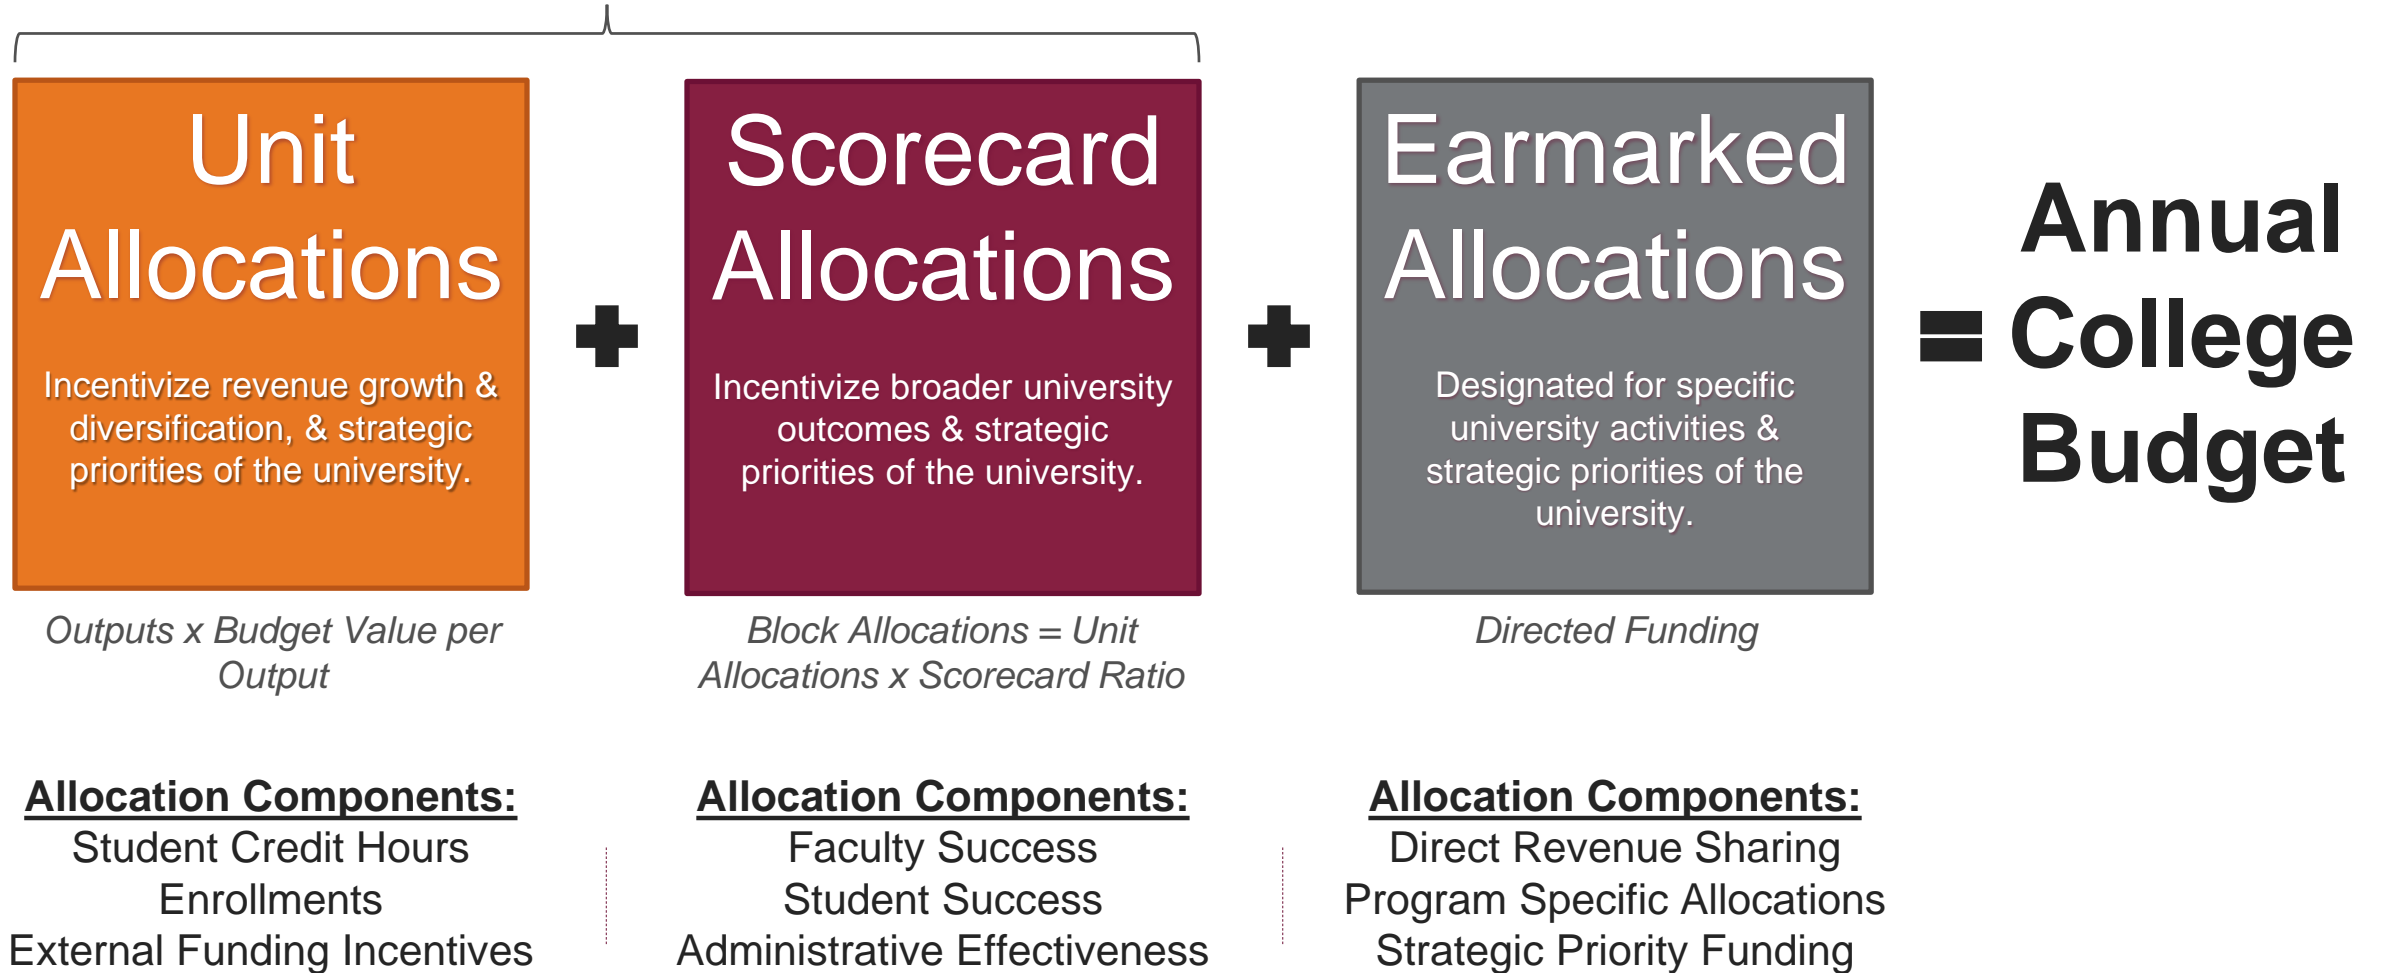 Unit
Allocations
Incentivize revenue growth &
diversification, & strategic
priorities of the university.
Outputs x Budget Value per
Output
Allocation Components:
Student Credit Hours
Enrollments
External Funding Incentives
Scorecard
Allocations
Incentivize broader university
outcomes & strategic
priorities of the university.
Block Allocations = Unit
Allocations x Scorecard Ratio
Allocation Components:
Faculty Success
Student Success
Administrative Effectiveness
Earmarked
Allocations
Designated for specific
university activities &
strategic priorities of the
university.
Directed Funding
Allocation Components:
Direct Revenue Sharing
Program Specific Allocations
Strategic Priority Funding
Annual
College
Budget